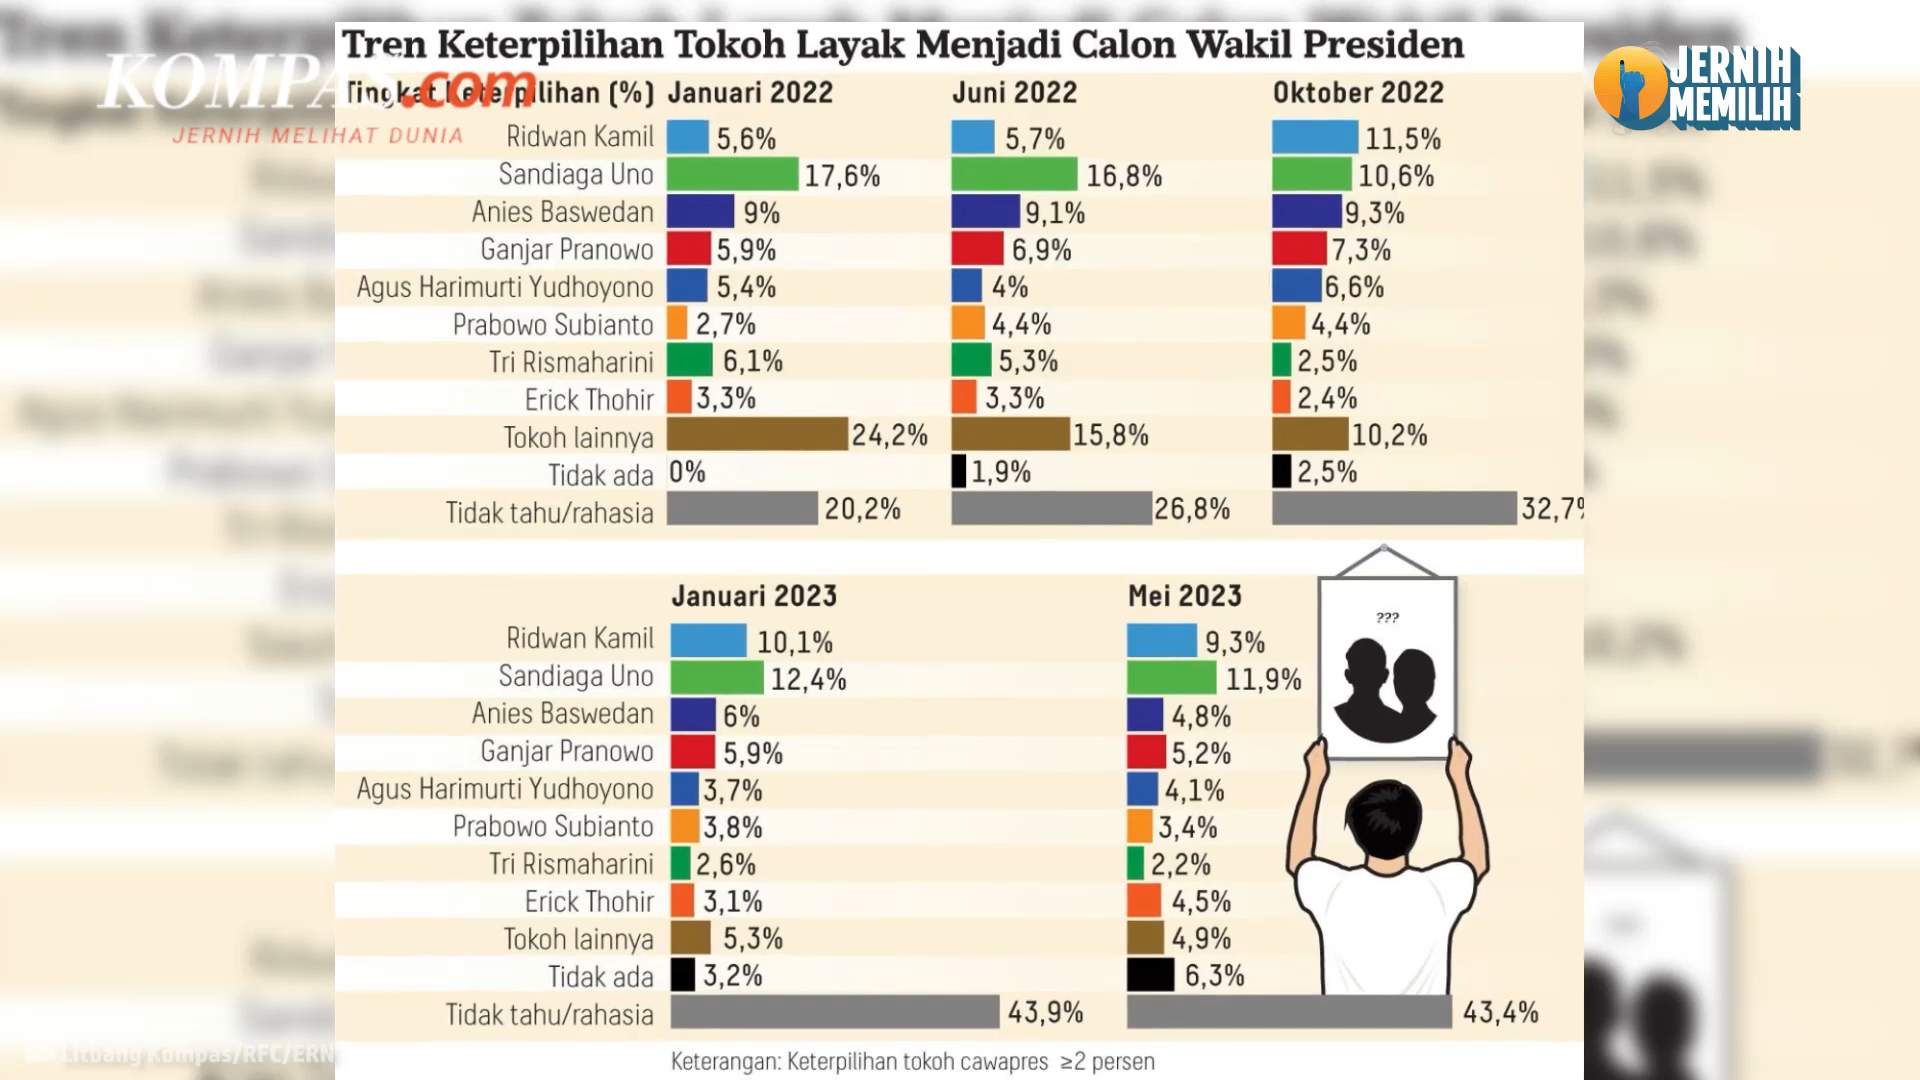 Tren Keterpilihan Tokoh Layak Menjadi Calon Wakil Presiden
KOMPAS.com
JERNIH MELIHAT DUNIA
JERNIH
MEMILIH
Tingkat Keterpilihan (%) Januari 2022 Juni 2022 Oktober 2022
Ridwan Kamil 5,6% 5,7% 11,5%
Sandiaga Uno 17,6% 16,8% 10,6%
Anies Baswedan 9% 9,1% 9,3%
Ganjar Pranowo 5,9% 6,9% 7,3%
Agus Harimurti Yudhoyono 5,4% 4% 6,6%
Prabowo Subianto 2,7% 4,4% 4,4%
Tri Rismaharini 6,1% 5,3% 2,5%
Erick Thohir 3,3% 3,3% 2,4%
Tokoh lainnya 24,2% 15,8% 10,2%
Tidak ada 0% 1,9% 2,5%
Tidak tahu/rahasia 20,2% 26,8% 32,7%
Januari 2023 Mei 2023
???
Ridwan Kamil 10,1% 9,3%
Sandiaga Uno 12,4% 11,9%
Anies Baswedan 6% 4,8%
Ganjar Pranowo 5,9% 5,2%
Agus Harimurti Yudhoyono 3,7% 4,1%
Prabowo Subianto 3,8% 3,4%
Tri Rismaharini 2,6% 2,2%
Erick Thohir 3,1% 4,5%
Tokoh lainnya 5,3% 4,9%
Tidak ada 3,2% 6,3%
Tidak tahu/rahasia 43,9% 43,4%
Litbang Kompas/RFC/ERN
Keterangan: Keterpilihan tokoh cawapres ≥2 persen